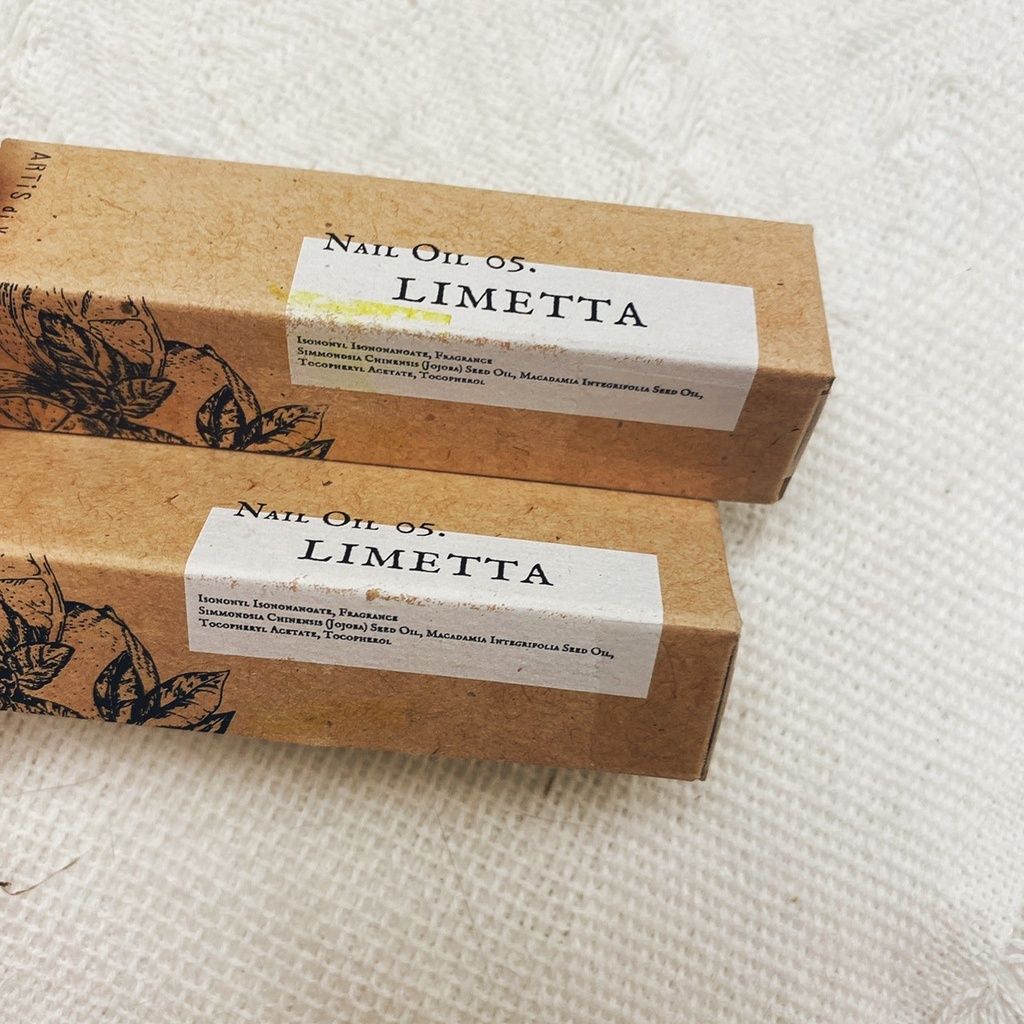 ARTiS di
Nail Oil 05.
LIMETTA
Isononyl Isononanoate, Fragrance
Simmondsia Chinensis (Jojoba) Seed Oil, Macadamia Integrifolia Seed Oil,
Tocopheryl Acetate, Tocopherol
Nail Oil 05.
LIMETTA
Isononyl Isononanoate, Fragrance
Simmondsia Chinensis (Jojoba) Seed Oil, Macadamia Integrifolia Seed Oil,
Tocopheryl Acetate, Tocopherol